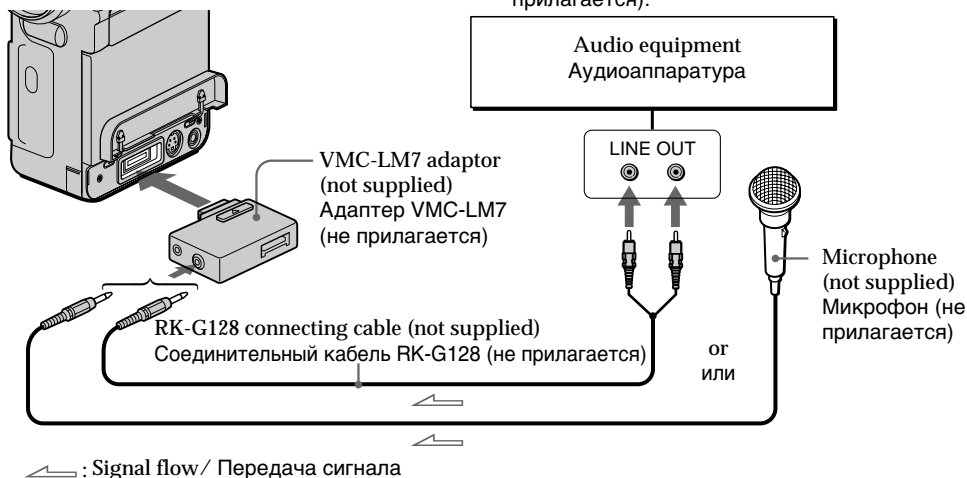 прилагается).
Audio equipment
Аудиоаппаратура
LINE OUT
VMC-LM7 adaptor
(not supplied)
Адаптер VMC-LM7
(не прилагается)
Microphone
(not supplied)
Микрофон (не
прилагается)
RK-G128 connecting cable (not supplied)
Соединительный кабель RK-G128 (не прилагается)
or
или
: Signal flow/ Передача сигнала